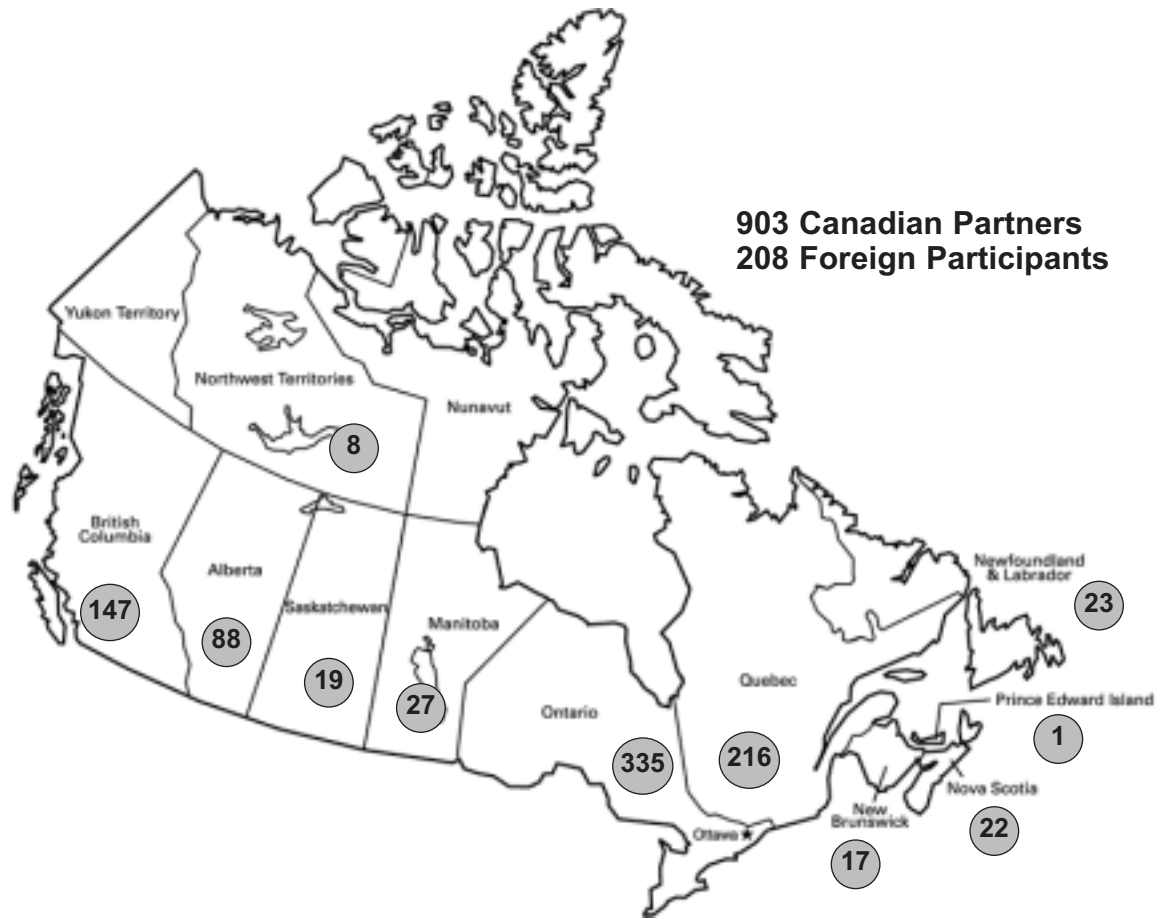 903 Canadian Partners
208 Foreign Participants
Yukon Territory
Northwest Territories
Nunavut
8
British
Columbia
147
Alberta
88
Saskatchewan
19
Manitoba
27
Ontario
335
Quebec
216
Ottawa
Newfoundland
& Labrador
23
Prince Edward Island
1
Nova Scotia
22
New
Brunswick
17